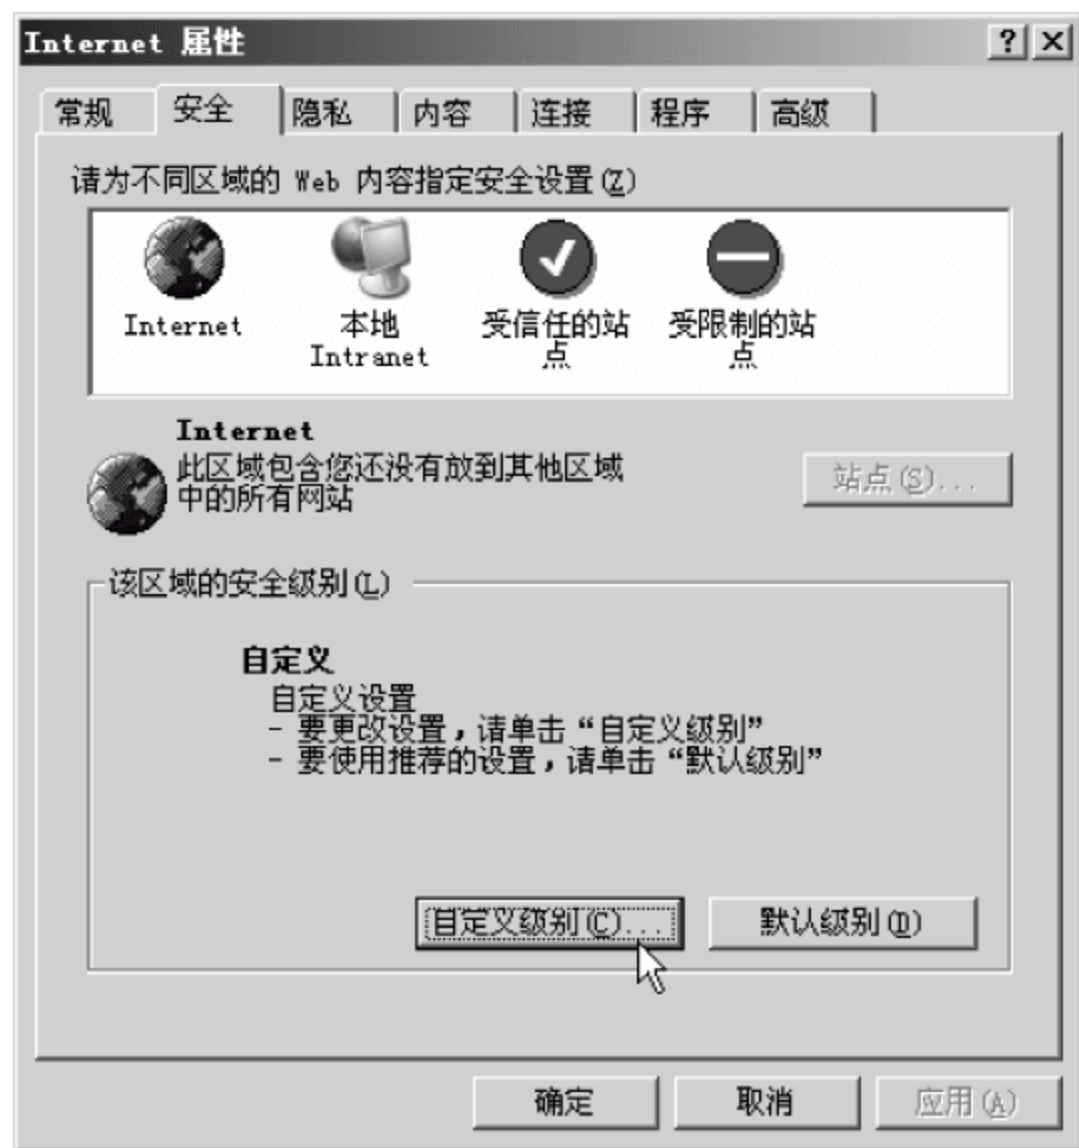 Internet 属性
常规 安全 隐私 内容 连接 程序 高级
请为不同区域的 Web 内容指定安全设置(Z)
Internet
本地
Intranet
受信任的站
点
受限制的站
点
Internet
此区域包含您还没有放到其他区域
中的所有网站
站点(S)...
该区域的安全级别(L)
自定义
自定义设置
- 要更改设置，请单击“自定义级别”
- 要使用推荐的设置，请单击“默认级别”
自定义级别(C)... 默认级别(D)
确定 取消 应用(A)